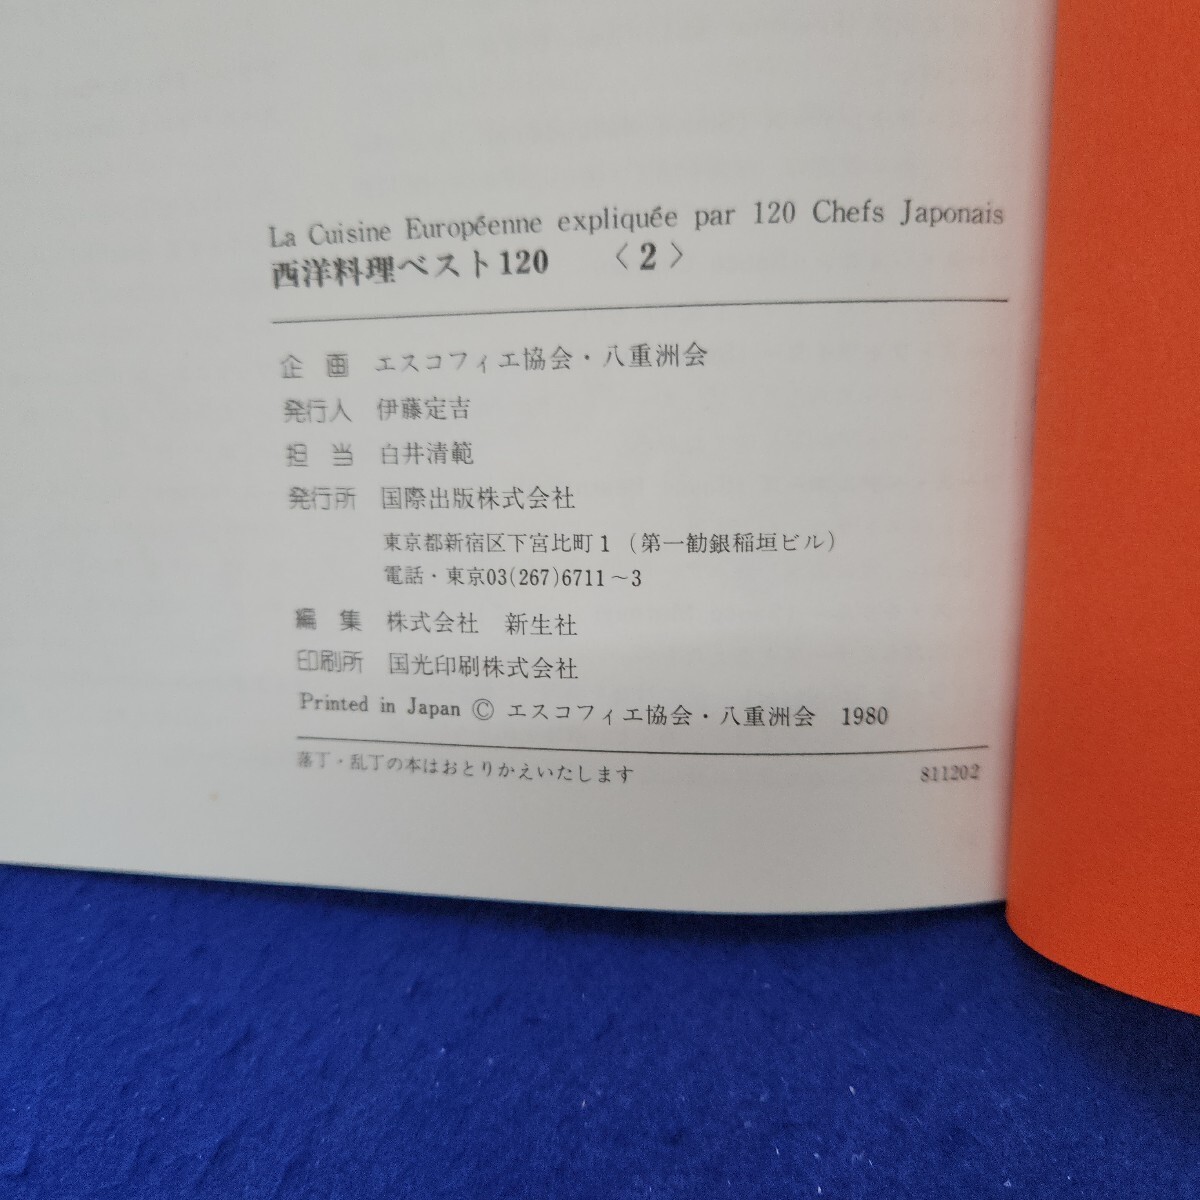 La Cuisine Européenne expliquée par 120 Chefs Japonais
西洋料理ベスト120 〈2〉
企画 エスコフィエ協会・八重洲会
発行人 伊藤定吉
担当 白井清範
発行所 国際出版株式会社
東京都新宿区下宮比町1 (第一勧銀稲垣ビル)
電話・東京03(267)6711～3
編集 株式会社 新生社
印刷所 国光印刷株式会社
Printed in Japan © エスコフィエ協会・八重洲会 1980
落丁・乱丁の本はおとりかえいたします 811202